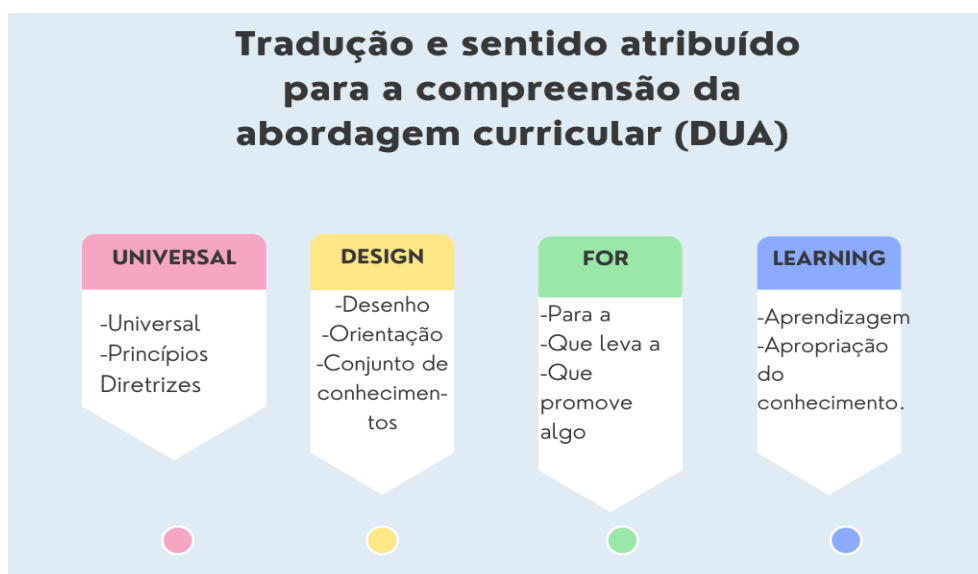 Tradução e sentido atribuído
para a compreensão da
abordagem curricular (DUA)
UNIVERSAL
-Universal
-Princípios
Diretrizes
DESIGN
-Desenho
-Orientação
-Conjunto de
conhecimen-
tos
FOR
-Para a
-Que leva a
-Que
promove
algo
LEARNING
-Aprendizagem
-Apropriação
do
conhecimento.